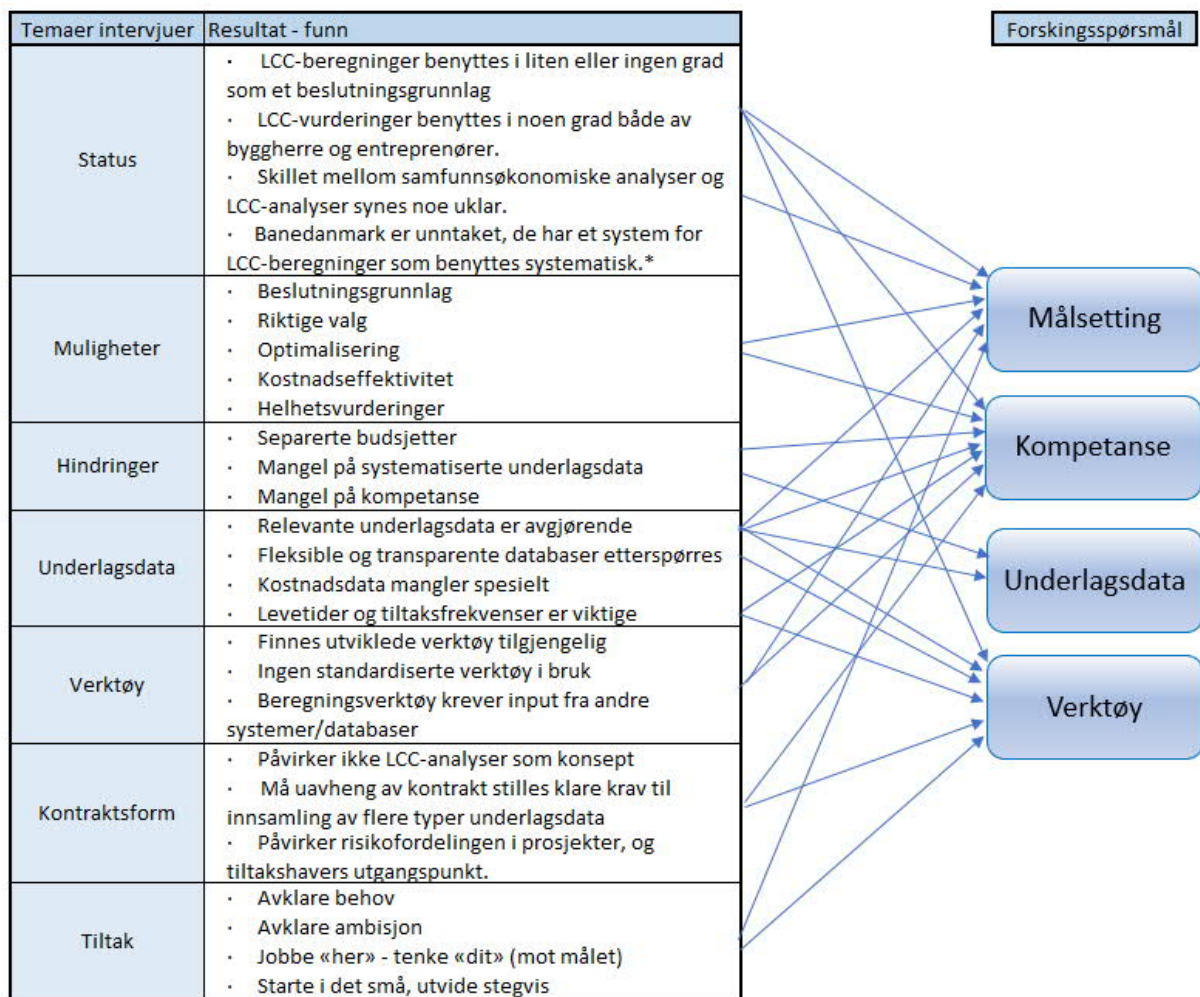 Temaer intervjuer Resultat - funn
Forskingsspørsmål
Status
· LCC-beregninger benyttes i liten eller ingen grad
som et beslutningsgrunnlag
· LCC-vurderinger benyttes i noen grad både av
byggherre og entreprenører.
· Skillet mellom samfunnsøkonomiske analyser og
LCC-analyser synes noe uklar.
· Banedanmark er unntaket, de har et system for
LCC-beregninger som benyttes systematisk.*
Muligheter
· Beslutningsgrunnlag
· Riktige valg
· Optimalisering
· Kostnadseffektivitet
· Helhetsvurderinger
Hindringer
· Separerte budsjetter
· Mangel på systematiserte underlagsdata
· Mangel på kompetanse
Underlagsdata
· Relevante underlagsdata er avgjørende
· Fleksible og transparente databaser etterspørres
· Kostnadsdata mangler spesielt
· Levetider og tiltaksfrekvenser er viktige
Verktøy
· Finnes utviklede verktøy tilgjengelig
· Ingen standardiserte verktøy i bruk
· Beregningsverktøy krever input fra andre
systemer/databaser
Kontraktsform
· Påvirker ikke LCC-analyser som konsept
· Må uavheng av kontrakt stilles klare krav til
innsamling av flere typer underlagsdata
· Påvirker risikofordelingen i prosjekter, og
tiltakshavers utgangspunkt.
Tiltak
· Avklare behov
· Avklare ambisjon
· Jobbe «her» - tenke «dit» (mot målet)
· Starte i det små, utvide stegvis
Målsetting
Kompetanse
Underlagsdata
Verktøy